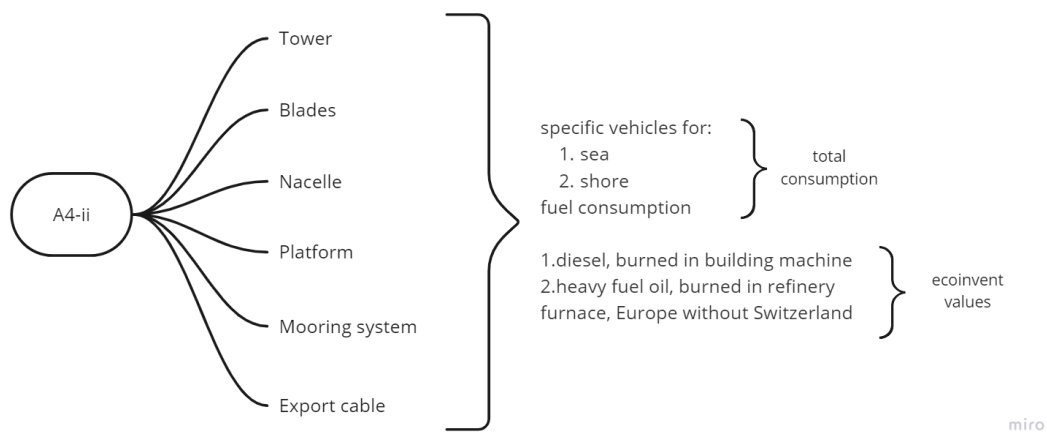 A4-ii
Tower
Blades
Nacelle
Platform
Mooring system
Export cable
specific vehicles for:
1. sea
2. shore
fuel consumption
total
consumption
1.diesel, burned in building machine
2.heavy fuel oil, burned in refinery
furnace, Europe without Switzerland
ecoinvent
values
miro